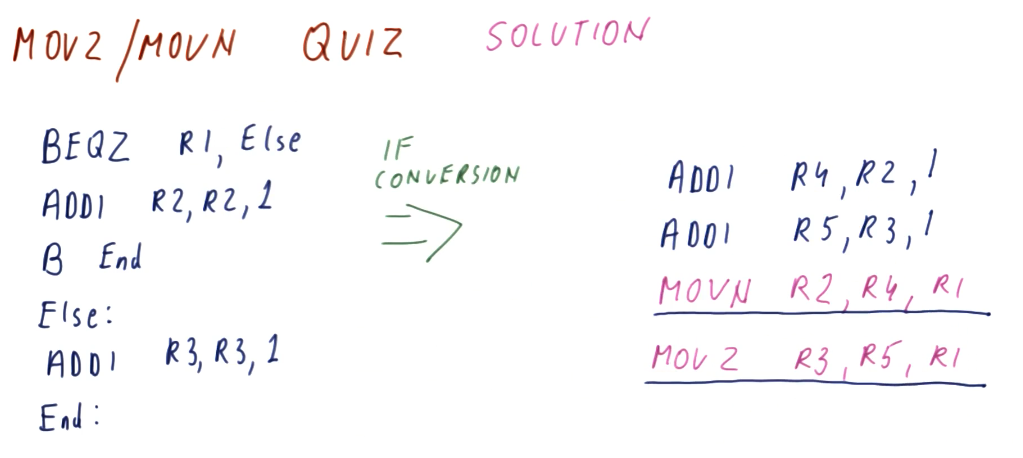 MOVZ/MOVN QUIZ SOLUTION
BEQZ R1, Else
ADDI R2, R2, 1
B End
Else:
ADDI R3, R3, 1
End:
IF
CONVERSION
ADDI R4, R2, 1
ADDI R5, R3, 1
MOVN R2, R4, R1
MOVZ R3, R5, R1